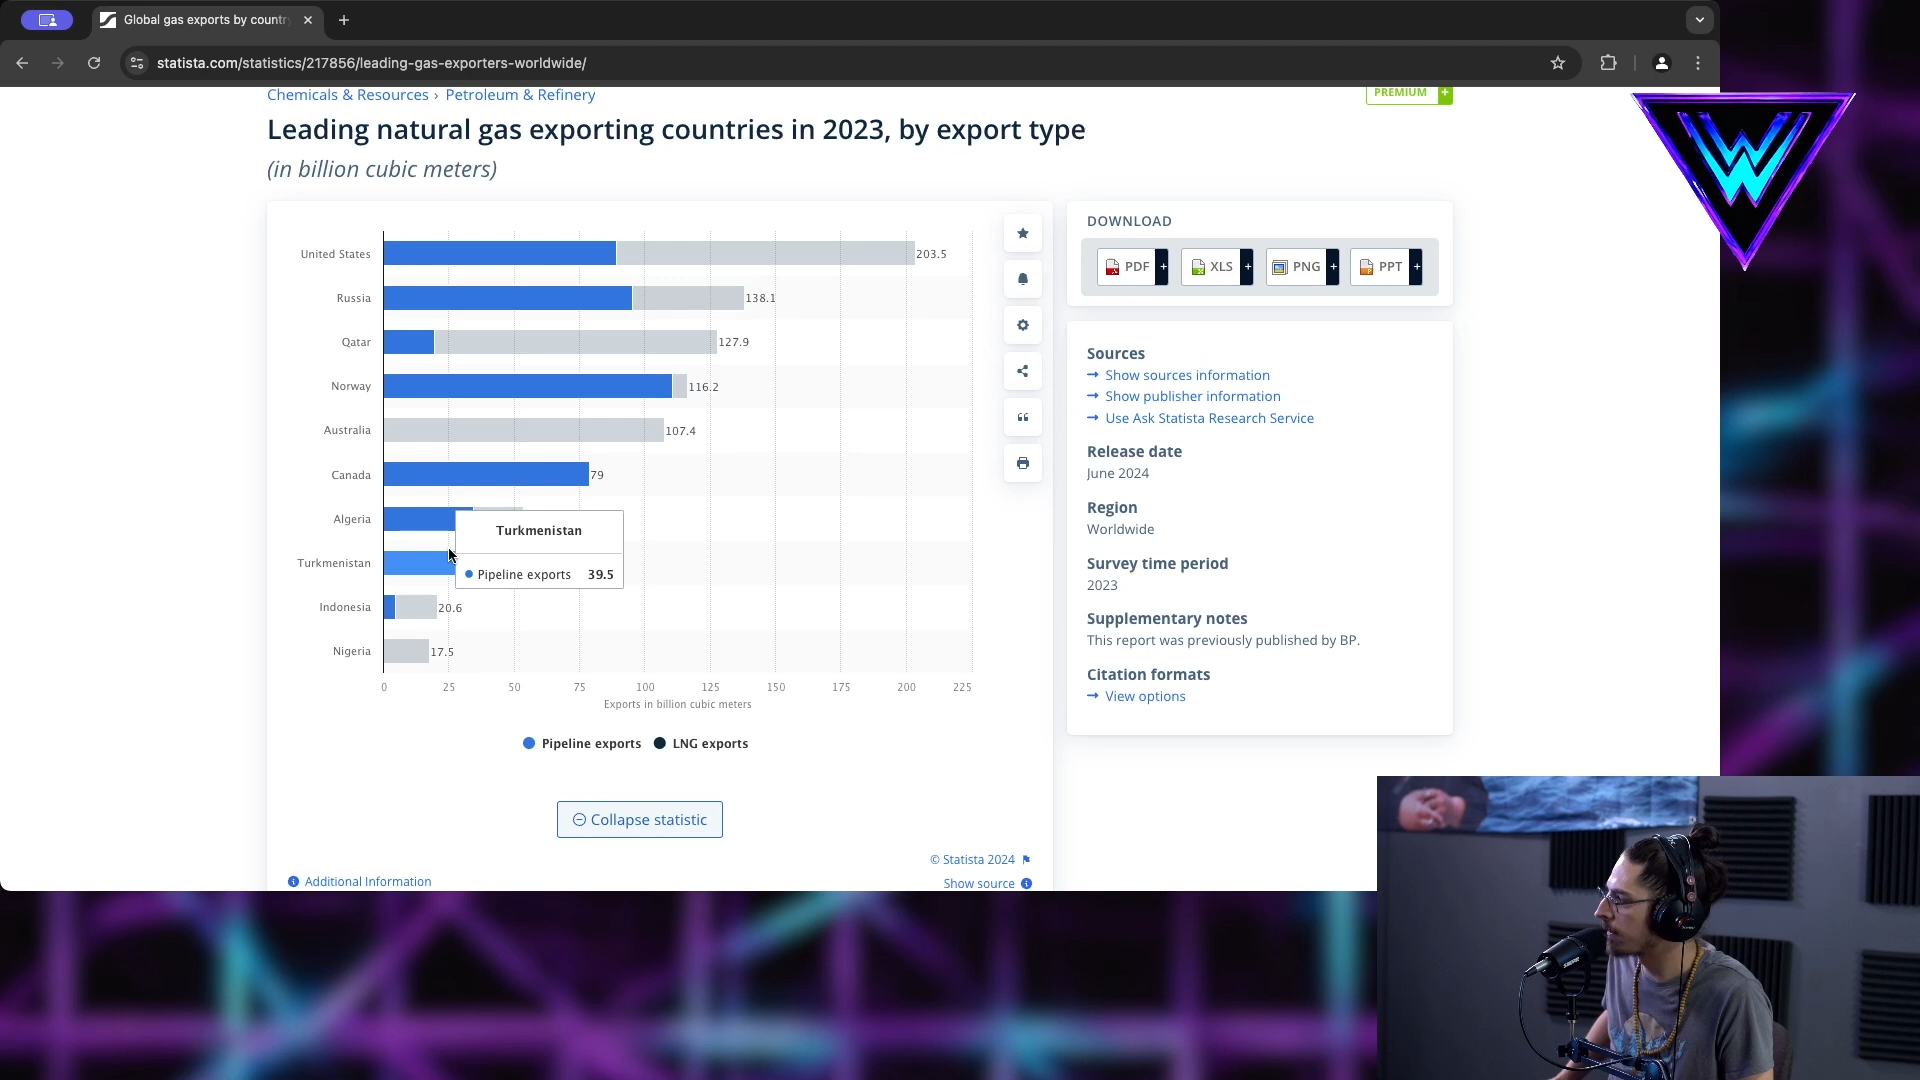 Global gas exports by countr
statista.com/statistics/217856/leading-gas-exporters-worldwide/
Chemicals & Resources › Petroleum & Refinery
PREMIUM +
Leading natural gas exporting countries in 2023, by export type
(in billion cubic meters)
United States 203.5
Russia 138.1
Qatar 127.9
Norway 116.2
Australia 107.4
Canada 79
Algeria
Turkmenistan
Turkmenistan
Pipeline exports 39.5
Indonesia 20.6
Nigeria 17.5
0 25 50 75 100 125 150 175 200 225
Exports in billion cubic meters
Pipeline exports LNG exports
Collapse statistic
© Statista 2024
Additional Information
Show source
DOWNLOAD
PDF + XLS + PNG + PPT +
Sources
→ Show sources information
→ Show publisher information
→ Use Ask Statista Research Service
Release date
June 2024
Region
Worldwide
Survey time period
2023
Supplementary notes
This report was previously published by BP.
Citation formats
→ View options
W